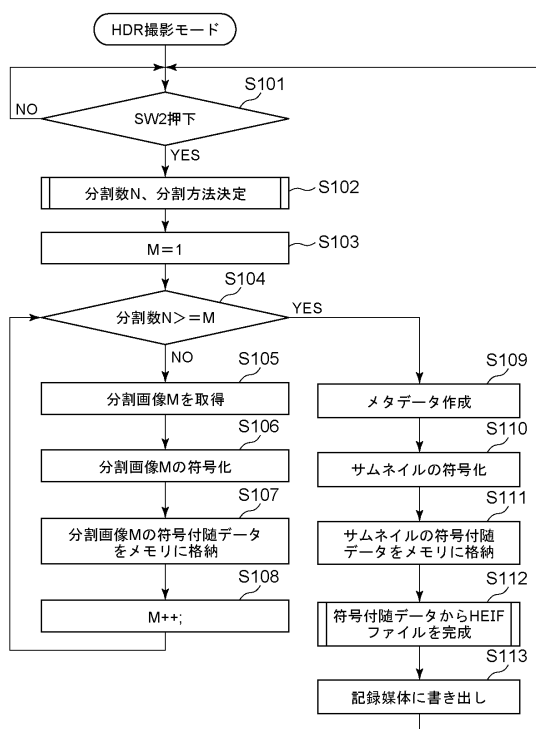 HDR撮影モード
S101
NO
SW2押下
YES
分割数N、分割方法決定
S102
M=1
S103
S104
分割数N>=M
YES
NO
S105
分割画像Mを取得
S106
分割画像Mの符号化
S107
分割画像Mの符号付随データ
をメモリに格納
S108
M++;
S109
メタデータ作成
S110
サムネイルの符号化
S111
サムネイルの符号付随
データをメモリに格納
S112
符号付随データからHEIF
ファイルを完成
S113
記録媒体に書き出し